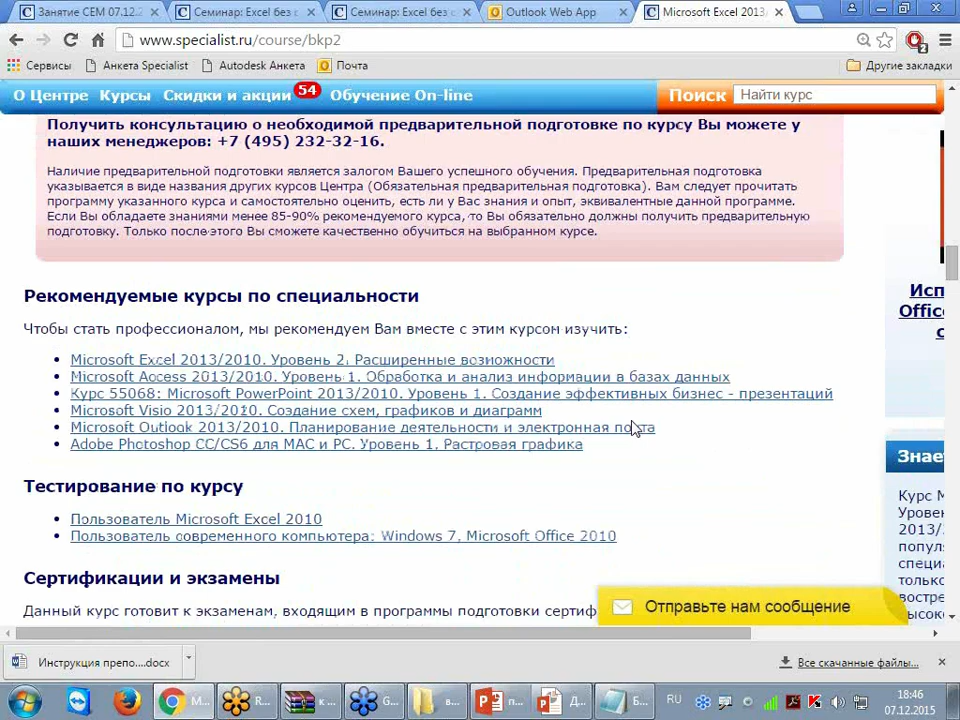 Занятие СЕМ 07.12.2
Семинар: Excel без с
Семинар: Excel без с
Outlook Web App
Microsoft Excel 2013/
www.specialist.ru/course/bkp2
2
Сервисы
Анкета Specialist
Autodesk Анкета
Почта
Другие закладки
О Центре
Курсы
Скидки и акции
54
Обучение On-line
Поиск
Найти курс
Получить консультацию о необходимой предварительной подготовке по курсу Вы можете у
наших менеджеров: +7 (495) 232-32-16.
Наличие предварительной подготовки является залогом Вашего успешного обучения. Предварительная подготовка
указывается в виде названия других курсов Центра (Обязательная предварительная подготовка). Вам следует прочитать
программу указанного курса и самостоятельно оценить, есть ли у Вас знания и опыт, эквивалентные данной программе.
Если Вы обладаете знаниями менее 85-90% рекомендуемого курса, то Вы обязательно должны получить предварительную
подготовку. Только после этого Вы сможете качественно обучиться на выбранном курсе.
Рекомендуемые курсы по специальности
Чтобы стать профессионалом, мы рекомендуем Вам вместе с этим курсом изучить:
Microsoft Excel 2013/2010. Уровень 2. Расширенные возможности
Microsoft Access 2013/2010. Уровень 1. Обработка и анализ информации в базах данных
Курс 55068: Microsoft PowerPoint 2013/2010. Уровень 1. Создание эффективных бизнес - презентаций
Microsoft Visio 2013/2010. Создание схем, графиков и диаграмм
Microsoft Outlook 2013/2010. Планирование деятельности и электронная почта
Adobe Photoshop CC/CS6 для MAC и PC. Уровень 1. Растровая графика
Тестирование по курсу
Пользователь Microsoft Excel 2010
Пользователь современного компьютера: Windows 7, Microsoft Office 2010
Сертификации и экзамены
Данный курс готовит к экзаменам, входящим в программы подготовки сертиф
Исп
Office
с
Знае
Курс M
Уровен
2013/
популя
специа
только
востре
высоко
Отправьте нам сообщение
Инструкция препо....docx
Все скачанные файлы...
M...
R...
к ...
G...
в...
п...
Д...
Б...
RU
18:46
07.12.2015